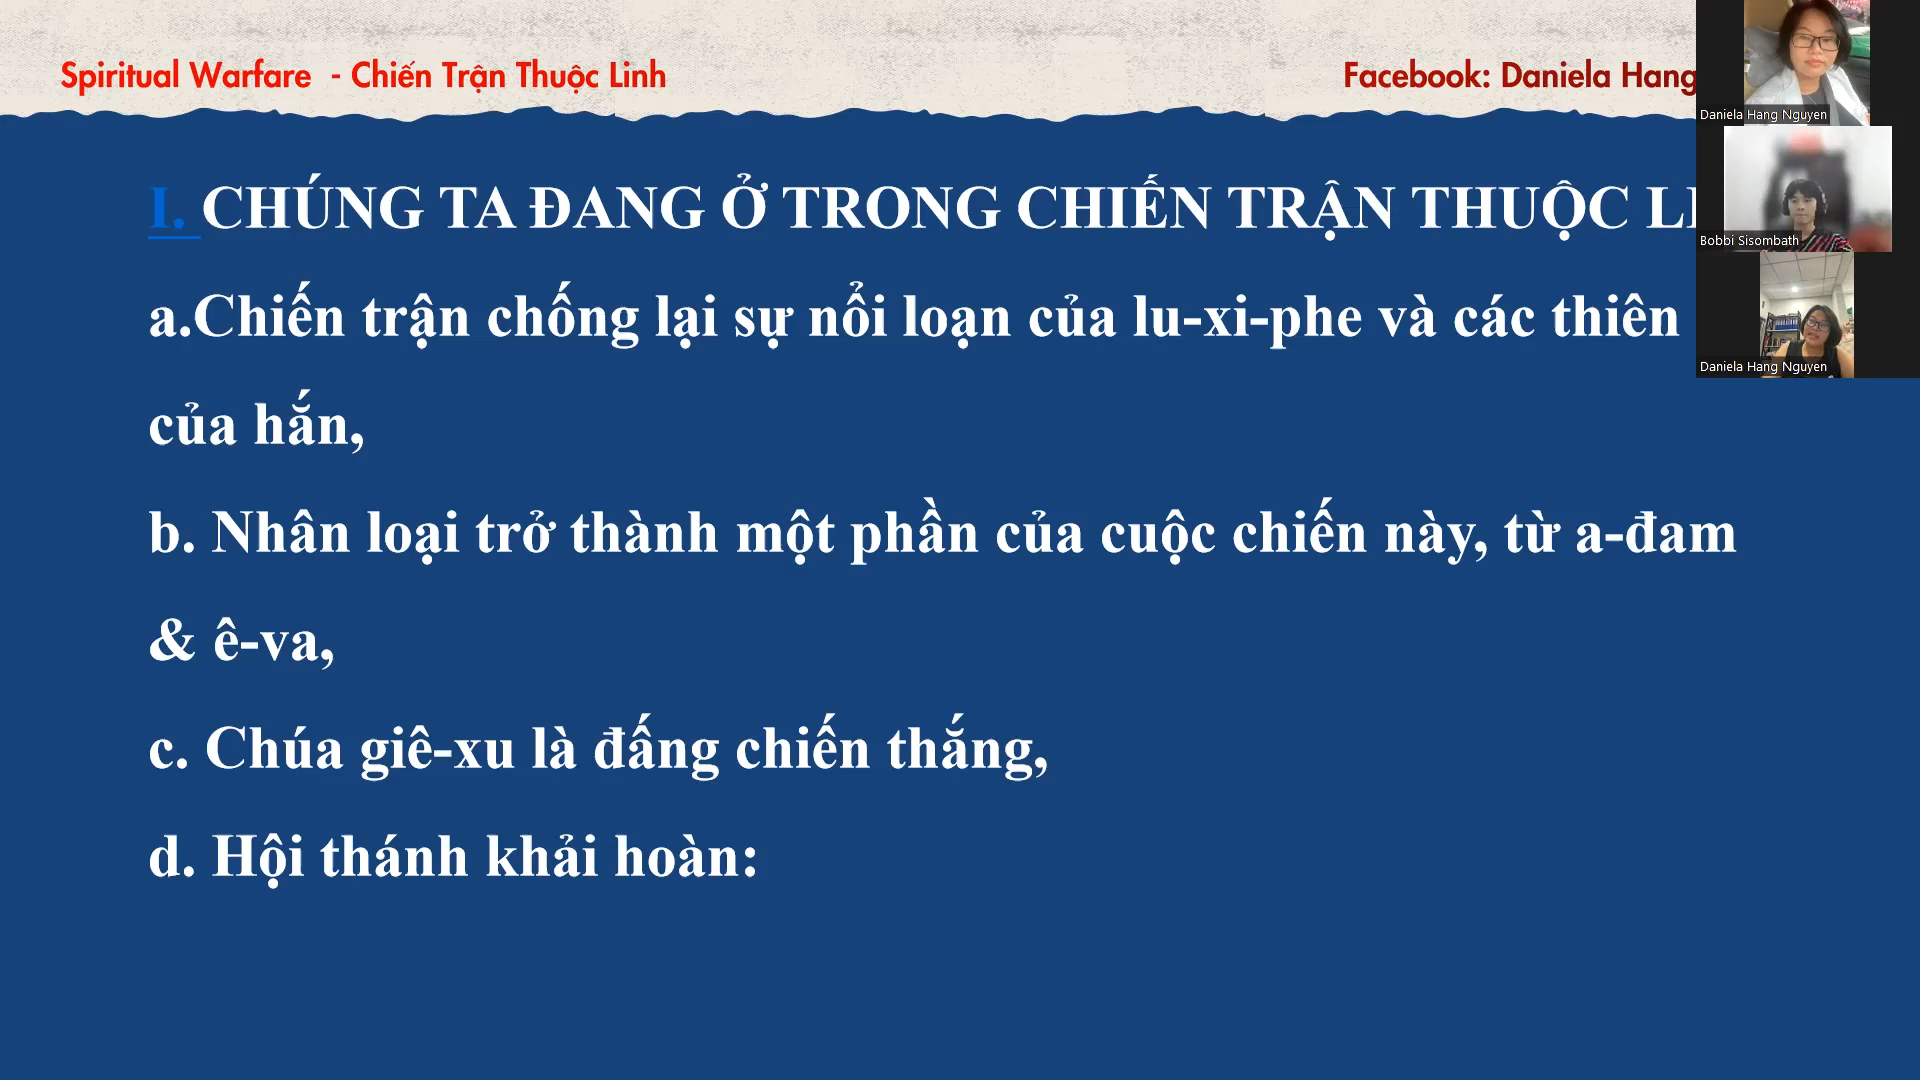 Spiritual Warfare - Chiến Trận Thuộc Linh
Facebook: Daniela Hang
Daniela Hang Nguyen
I. CHÚNG TA ĐANG Ở TRONG CHIẾN TRẬN THUỘC
Bobbi Sisombath
a.Chiến trận chống lại sự nổi loạn của lu-xi-phe và các thiên
Daniela Hang Nguyen
của hắn,
b. Nhân loại trở thành một phần của cuộc chiến này, từ a-đam
& ê-va,
c. Chúa giê-xu là đấng chiến thắng,
d. Hội thánh khải hoàn: